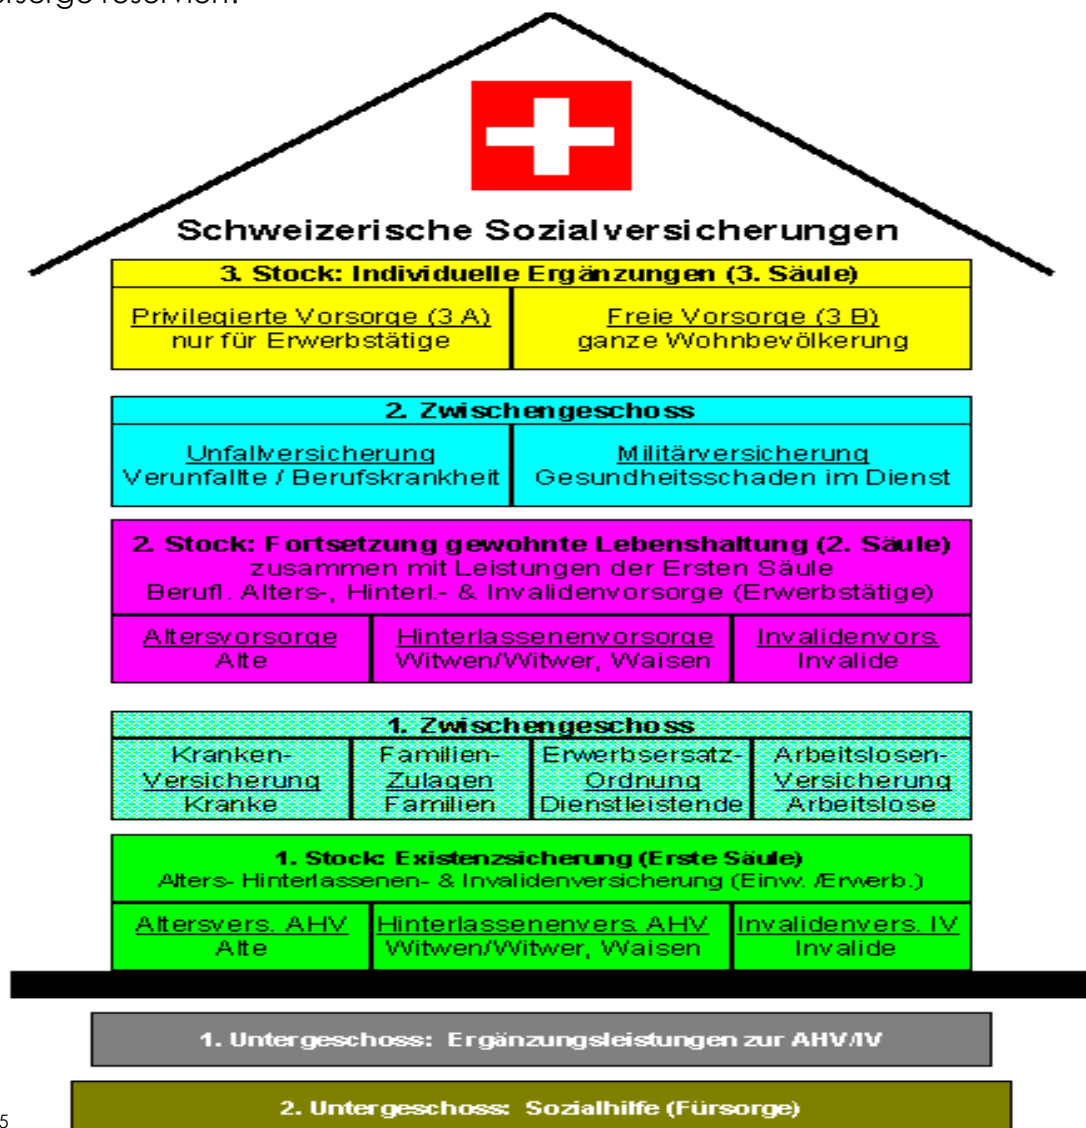 Schweizerische Sozialversicherungen
3. Stock: Individuelle Ergänzungen (3. Säule)
Privilegierte Vorsorge (3 A)
nur für Erwerbstätige
Freie Vorsorge (3 B)
ganze Wohnbevölkerung
2. Zwischengeschoss
Unfallversicherung
Verunfallte / Berufskrankheit
Militärversicherung
Gesundheitsschaden im Dienst
2. Stock: Fortsetzung gewohnte Lebenshaltung (2. Säule)
zusammen mit Leistungen der Ersten Säule
Berufl. Alters-, Hinterl.- & Invalidenvorsorge (Erwerbstätige)
Altersvorsorge
Alte
Hinterlassenenvorsorge
Witwen/Witwer, Waisen
Invalidenvors.
Invalide
1. Zwischengeschoss
Kranken-
Versicherung
Kranke
Familien-
Zulagen
Familien
Erwerbsersatz-
Ordnung
Dienstleistende
Arbeitslosen-
Versicherung
Arbeitslose
1. Stock: Existenzsicherung (Erste Säule)
Alters- Hinterlassenen- & Invalidenversicherung (Einw. /Erwerb.)
Altersvers. AHV
Alte
Hinterlassenenvers. AHV
Witwen/Witwer, Waisen
Invalidenvers. IV
Invalide
1. Untergeschoss: Ergänzungsleistungen zur AHV/IV
2. Untergeschoss: Sozialhilfe (Fürsorge)
5